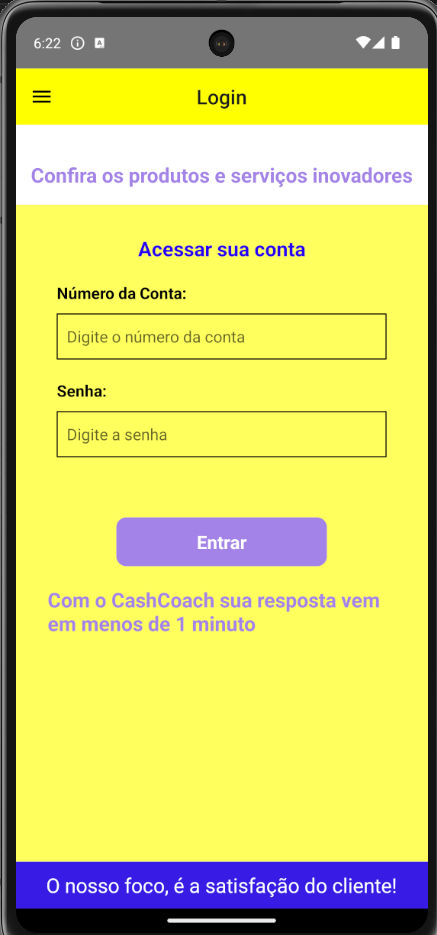 6:22
Login
Confira os produtos e serviços inovadores
Acessar sua conta
Número da Conta:
Digite o número da conta
Senha:
Digite a senha
Entrar
Com o CashCoach sua resposta vem
em menos de 1 minuto
O nosso foco, é a satisfação do cliente!